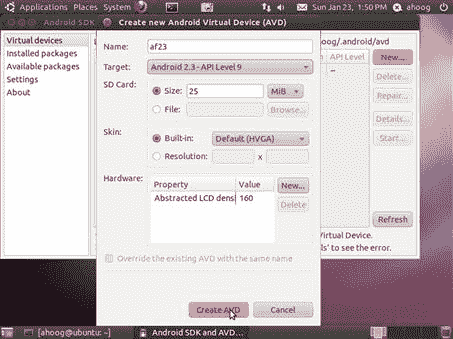 Applications Places System Sun Jan 23, 1:50 PM ahoog
Android SDK
Create new Android Virtual Device (AVD)
Virtual devices
Installed packages
Available packages
Settings
About
hoog/.android/avd
API Level
New...
Delete...
Repair...
Details...
Start...
Refresh
Virtual Device.
ls' to see the error.
Name: af23
Target: Android 2.3 - API Level 9
SD Card:
Size: 25 MiB
File: Browse...
Skin:
Built-in: Default (HVGA)
Resolution: x
Hardware:
Property Value New...
Abstracted LCD densi 160 Delete
Override the existing AVD with the same name
Create AVD Cancel
[ahoog@ubuntu: ~] Android SDK and AVD...